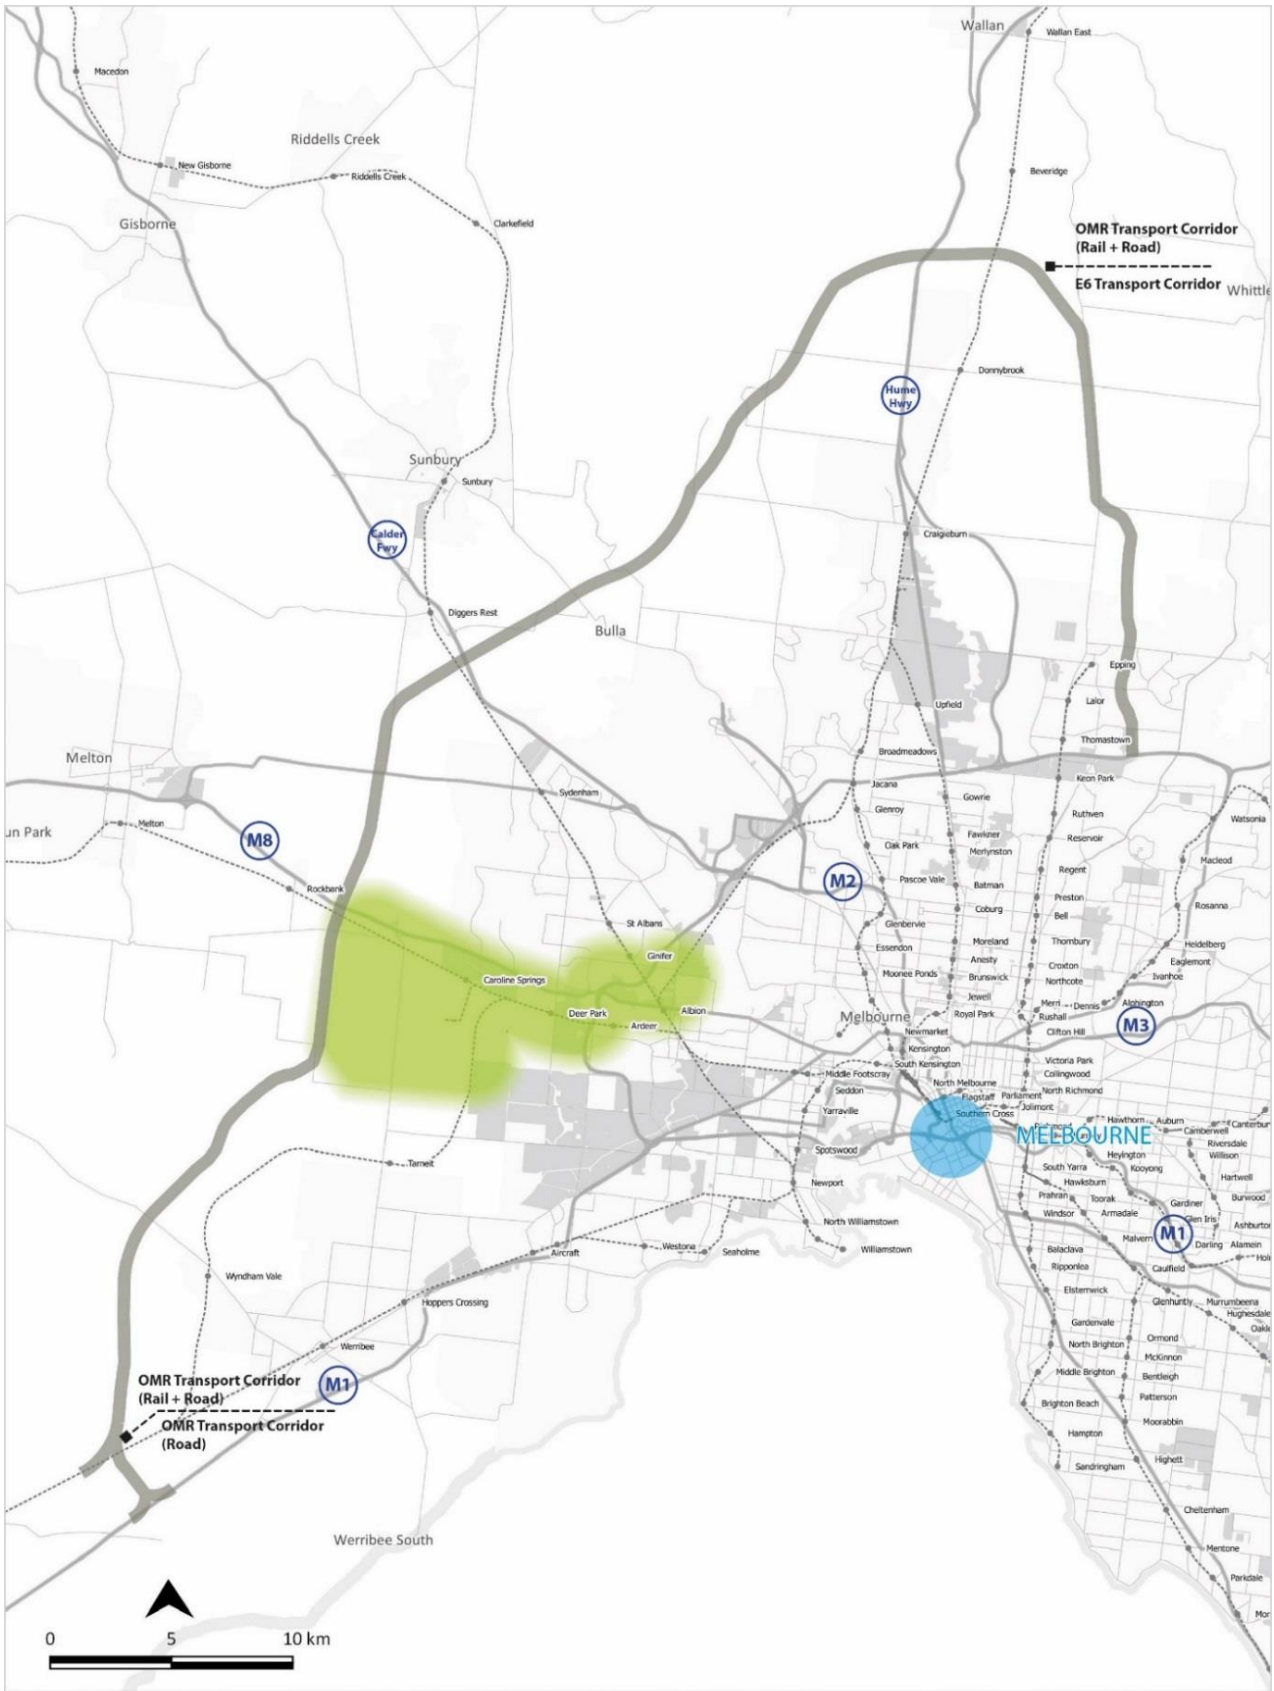 Wallan
Wallan East
Macedon
Riddells Creek
New Gisborne
Riddells Creek
Beveridge
Gisborne
Clarkefield
OMR Transport Corridor
(Rail + Road)
E6 Transport Corridor
Whittle
Donnybrook
Hume
Hwy
Sunbury
Sunbury
Calder
Fwy
Craigieburn
Diggers Rest
Bulla
Epping
Lalor
Upfield
Thomastown
Broadmeadows
Melton
Keon Park
Jacana
Sydenham
Gowrie
Glenroy
Ruthven
Watsonia
Melton
un Park
Fawkner
Reservoir
M8
Oak Park
Merlynston
Macleod
Regent
M2
Pascoe Vale
Batman
Rockbank
Preston
Rosanna
Coburg
Bell
St Albans
Glenbervie
Moreland
Thornbury
Heidelberg
Essendon
Ginifer
Anesty
Eaglemont
Croxton
Moonee Ponds
Brunswick
Ivanhoe
Caroline Springs
Northcote
Jewell
Merri
Dennis
Alphington
Deer Park
Albion
Melbourne
Royal Park
Rushall
M3
Ardeer
Newmarket
Clifton Hill
Kensington
South Kensington
Victoria Park
Middle Footscray
Collingwood
North Melbourne
North Richmond
Seddon
Flagstaff
Parliament
Yarraville
Southern Cross
Jolimont
Hawthorn
Auburn
Canterbur
MELBOURNE
Camberwell
Riversdale
Spotswood
Heyington
Willison
Tarneit
South Yarra
Kooyong
Newport
Hawksburn
Hartwell
Prahran
Toorak
Burwood
Windsor
Armadale
Gardiner
North Williamstown
Glen Iris
Ashburto
M1
Malvern
Darling
Alamein
Aircraft
Westona
Seaholme
Williamstown
Balaclava
Hol
Ripponlea
Caulfield
Wyndham Vale
Elsternwick
Hoppers Crossing
Glenhuntly
Murrumbeena
Hughesdale
Gardenvale
Oakle
Werribee
North Brighton
Ormond
McKinnon
OMR Transport Corridor
(Rail + Road)
M1
Middle Brighton
Bentleigh
Patterson
Brighton Beach
OMR Transport Corridor
(Road)
Moorabbin
Hampton
Highett
Sandringham
Cheltenham
Werribee South
Mentone
Parkdale
Mor
0 5 10 km